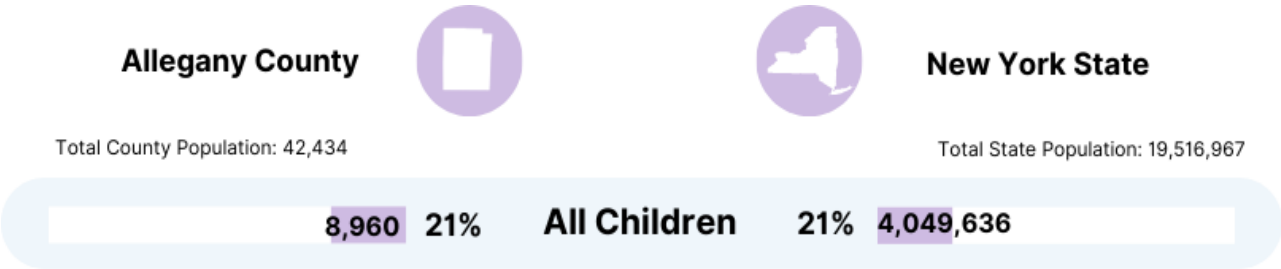 Allegany County
New York State
Total County Population: 42,434
Total State Population: 19,516,967
8,960 21% All Children 21% 4,049,636